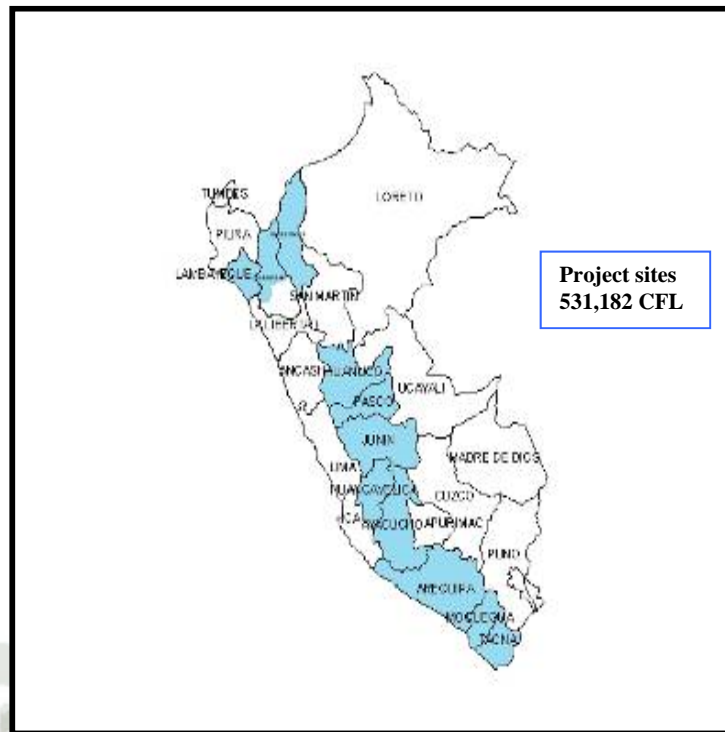 LORETO
TUMBES
PIURA
LAMBAYEQUE
SAN MARTIN
LA LIBERTAD
Project sites
531,182 CFL
ANCASH
HUANUCO
UCAYALI
PASCO
JUNIN
LIMA
MADRE DE DIOS
HUANCAVELICA
CUZCO
ICA
AYACUCHO
APURIMAC
PUNO
AREQUIPA
MOQUEGUA
TACNA